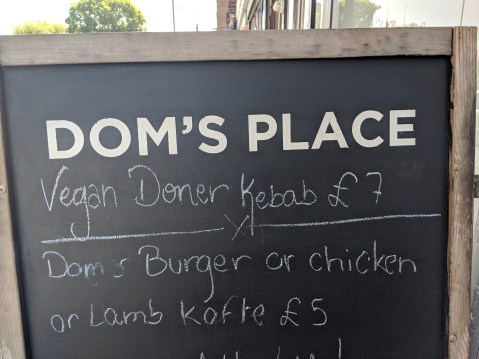 DOM'S PLACE
Vegan Doner Kebab £7
Dom's Burger or chicken
or Lamb Kofte £5